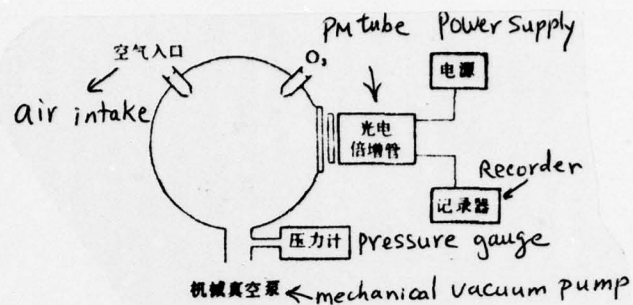 PM tube
Power Supply
空气入口
O₃
电源
air intake
光电
倍增管
Recorder
记录器
压力计
pressure gauge
机械真空泵
mechanical vacuum pump